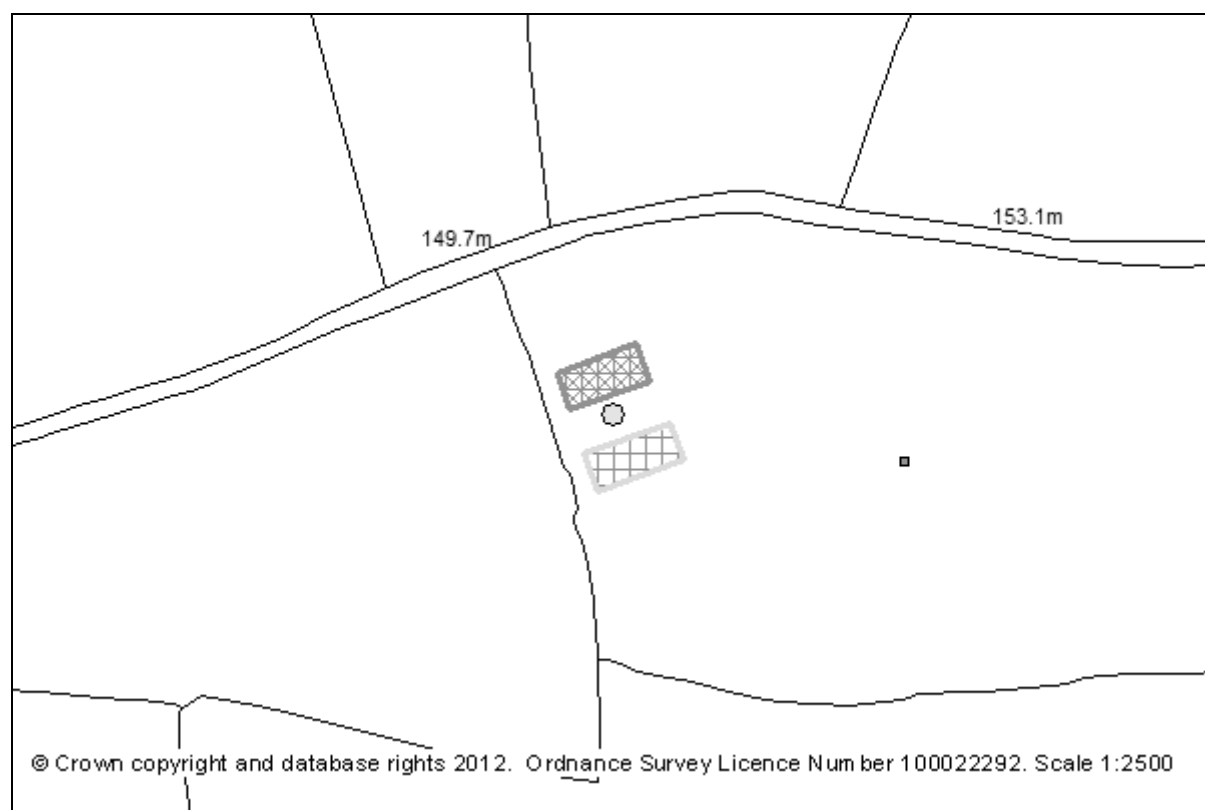 153.1m
149.7m
© Crown copyright and database rights 2012. Ordnance Survey Licence Number 100022292. Scale 1:2500